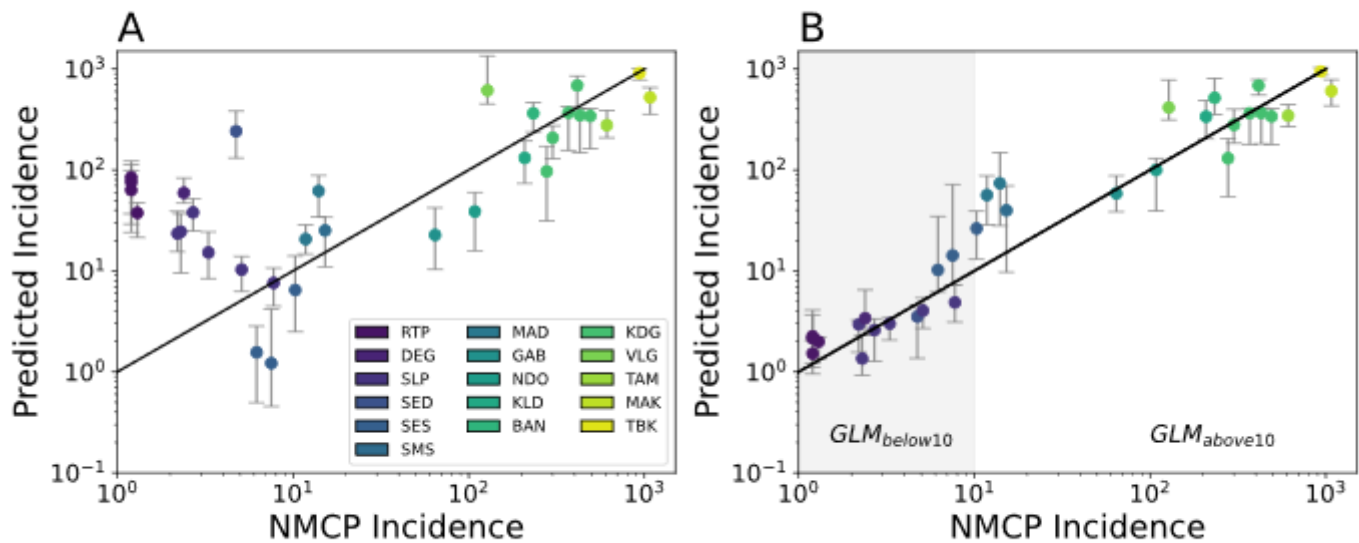 A
B
Predicted Incidence
10³
10²
10¹
10⁰
10⁻¹
10⁰
10¹
10²
10³
NMCP Incidence
RTP
DEG
SLP
SED
SES
SMS
MAD
GAB
NDO
KLD
BAN
KDG
VLG
TAM
MAK
TBK
Predicted Incidence
10³
10²
10¹
10⁰
10⁻¹
GLMbelow10
GLMabove10
10⁰
10¹
10²
10³
NMCP Incidence